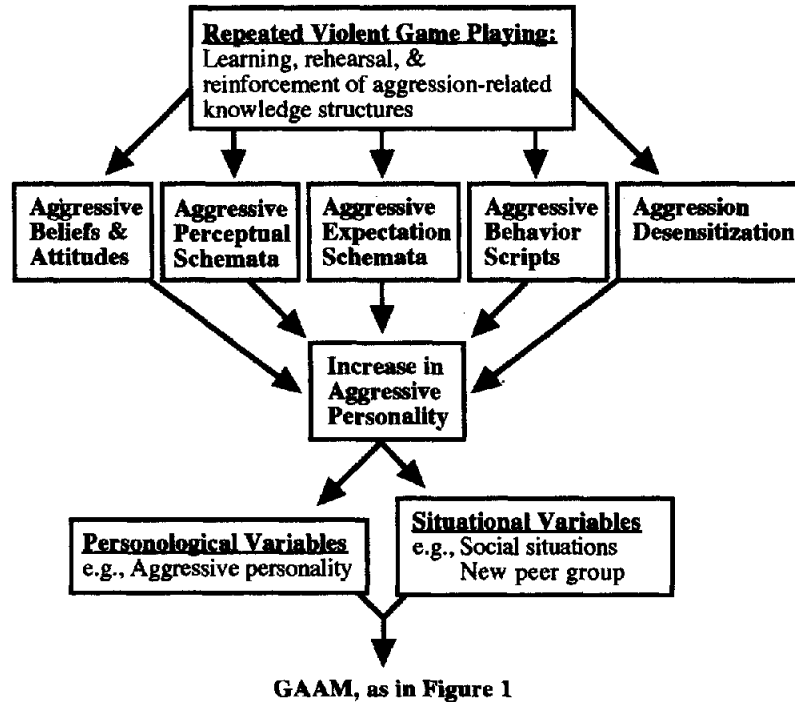 Repeated Violent Game Playing:
Learning, rehearsal, &
reinforcement of aggression-related
knowledge structures
Aggressive
Beliefs &
Attitudes
Aggressive
Perceptual
Schemata
Aggressive
Expectation
Schemata
Aggressive
Behavior
Scripts
Aggression
Desensitization
Increase in
Aggressive
Personality
Personological Variables
e.g., Aggressive personality
Situational Variables
e.g., Social situations
New peer group
GAAM, as in Figure 1